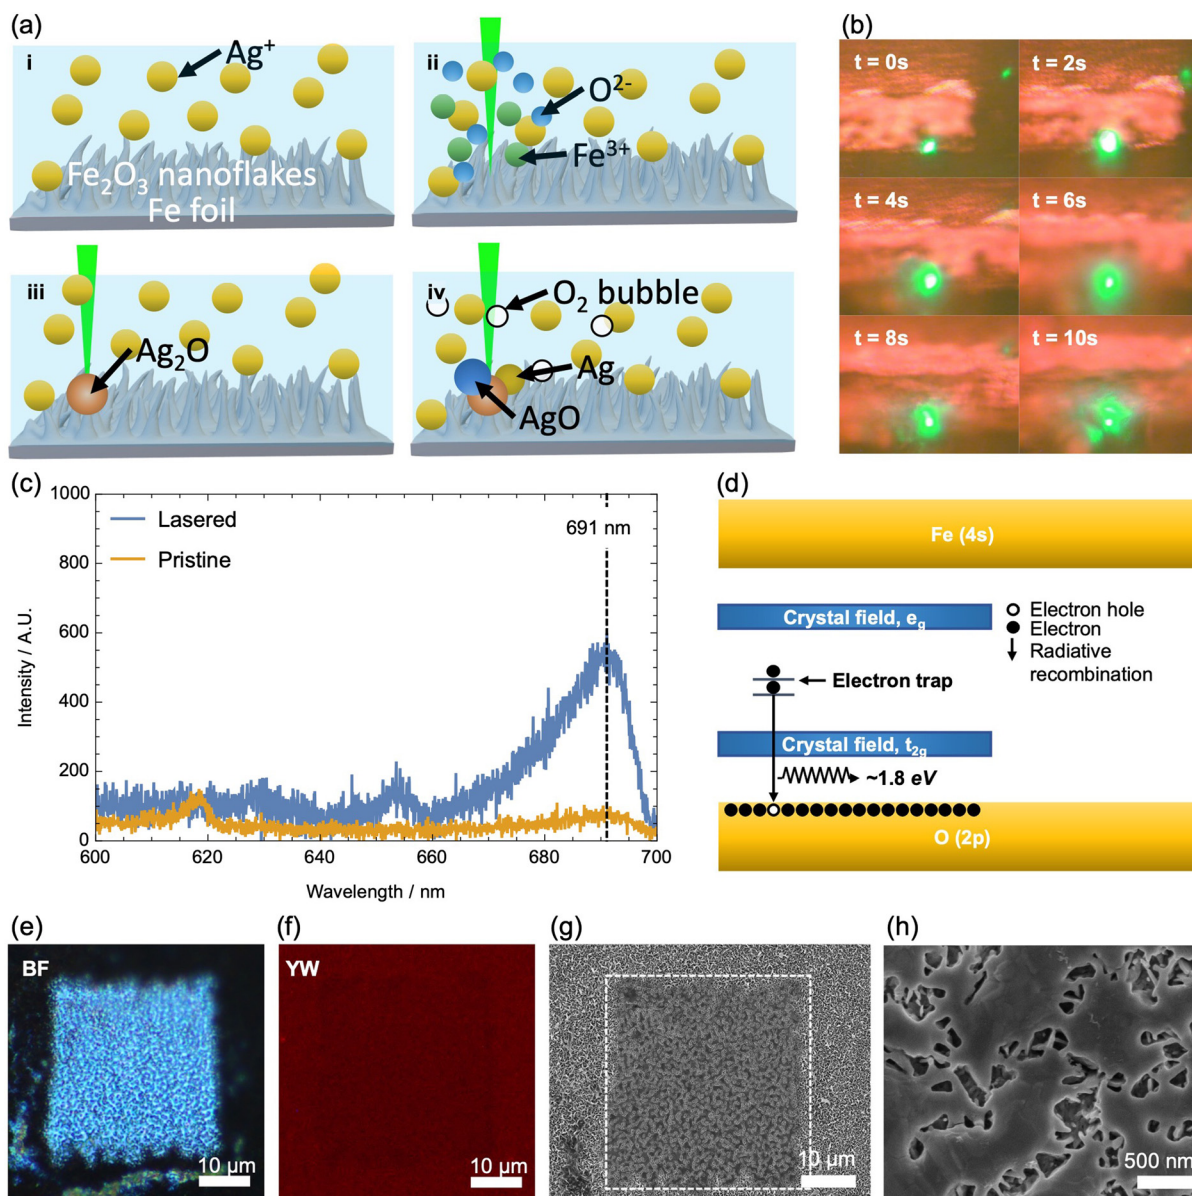 (a)
i
Ag⁺
Fe₂O₃ nanoflakes
Fe foil
ii
O²⁻
Fe³⁺
iii
Ag₂O
iv
O₂ bubble
Ag
AgO
(b)
t = 0s
t = 2s
t = 4s
t = 6s
t = 8s
t = 10s
(c)
1000
800
600
400
200
0
Intensity / A.U.
Lasered
Pristine
691 nm
600
620
640
660
680
700
Wavelength / nm
(d)
Fe (4s)
Crystal field, e₉
Electron hole
Electron
Radiative
recombination
Electron trap
Crystal field, t₂g
~1.8 eV
O (2p)
(e)
BF
10 µm
(f)
YW
10 µm
(g)
10 µm
(h)
500 nm